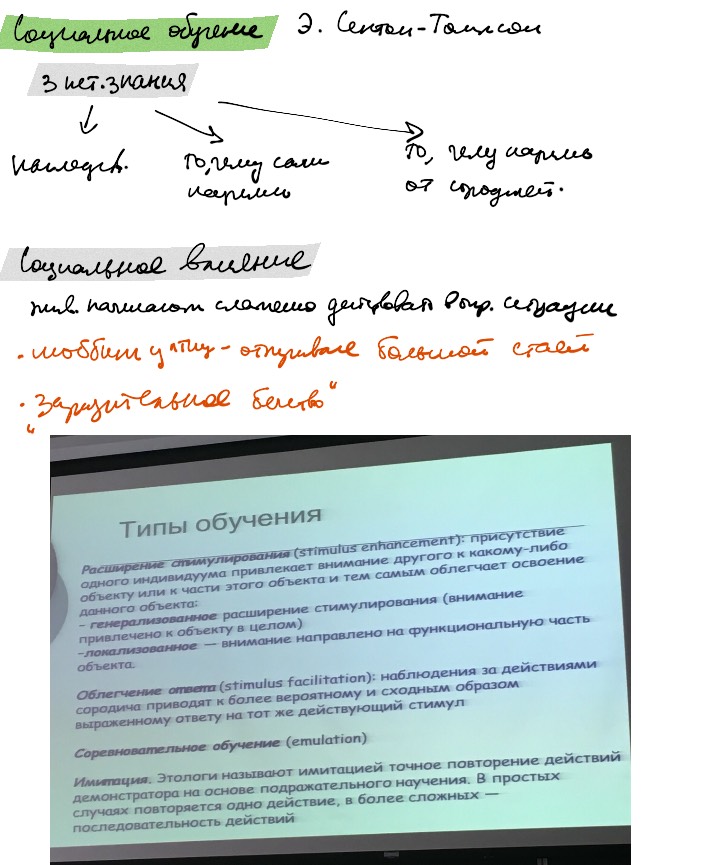 Социальное обучение Э. Сентон-Томпсон
3 ист. знания
наследств. то, чему сами то, чему научились
научились от сородичей.
Социальное влияние
жив. начинают слаженно действовать в опр. ситуации
• моббинг у птиц - отпугивание большой стаей
• "Заразительное бегство"
Типы обучения
Расширение стимулирования (stimulus enhancement): присутствие
одного индивидуума привлекает внимание другого к какому-либо
объекту или к части этого объекта и тем самым облегчает освоение
данного объекта:
- генерализованное расширение стимулирования (внимание
привлечено к объекту в целом)
-локализованное — внимание направлено на функциональную часть
объекта.
Облегчение ответа (stimulus facilitation): наблюдения за действиями
сородича приводят к более вероятному и сходным образом
выраженному ответу на тот же действующий стимул
Соревновательное обучение (emulation)
Имитация. Этологи называют имитацией точное повторение действий
демонстратора на основе подражательного научения. В простых
случаях повторяется одно действие, в более сложных —
последовательность действий